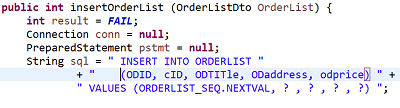 public int insertOrderList (OrderListDto OrderList) {
int result = FAIL;
Connection conn = null;
PreparedStatement pstmt = null;
String sql = " INSERT INTO ORDERLIST "
+ " (ODID, cID, ODTITle, ODaddress, odprice) " +
" VALUES (ORDERLIST_SEQ.NEXTVAL, ? , ? , ? , ?) ";